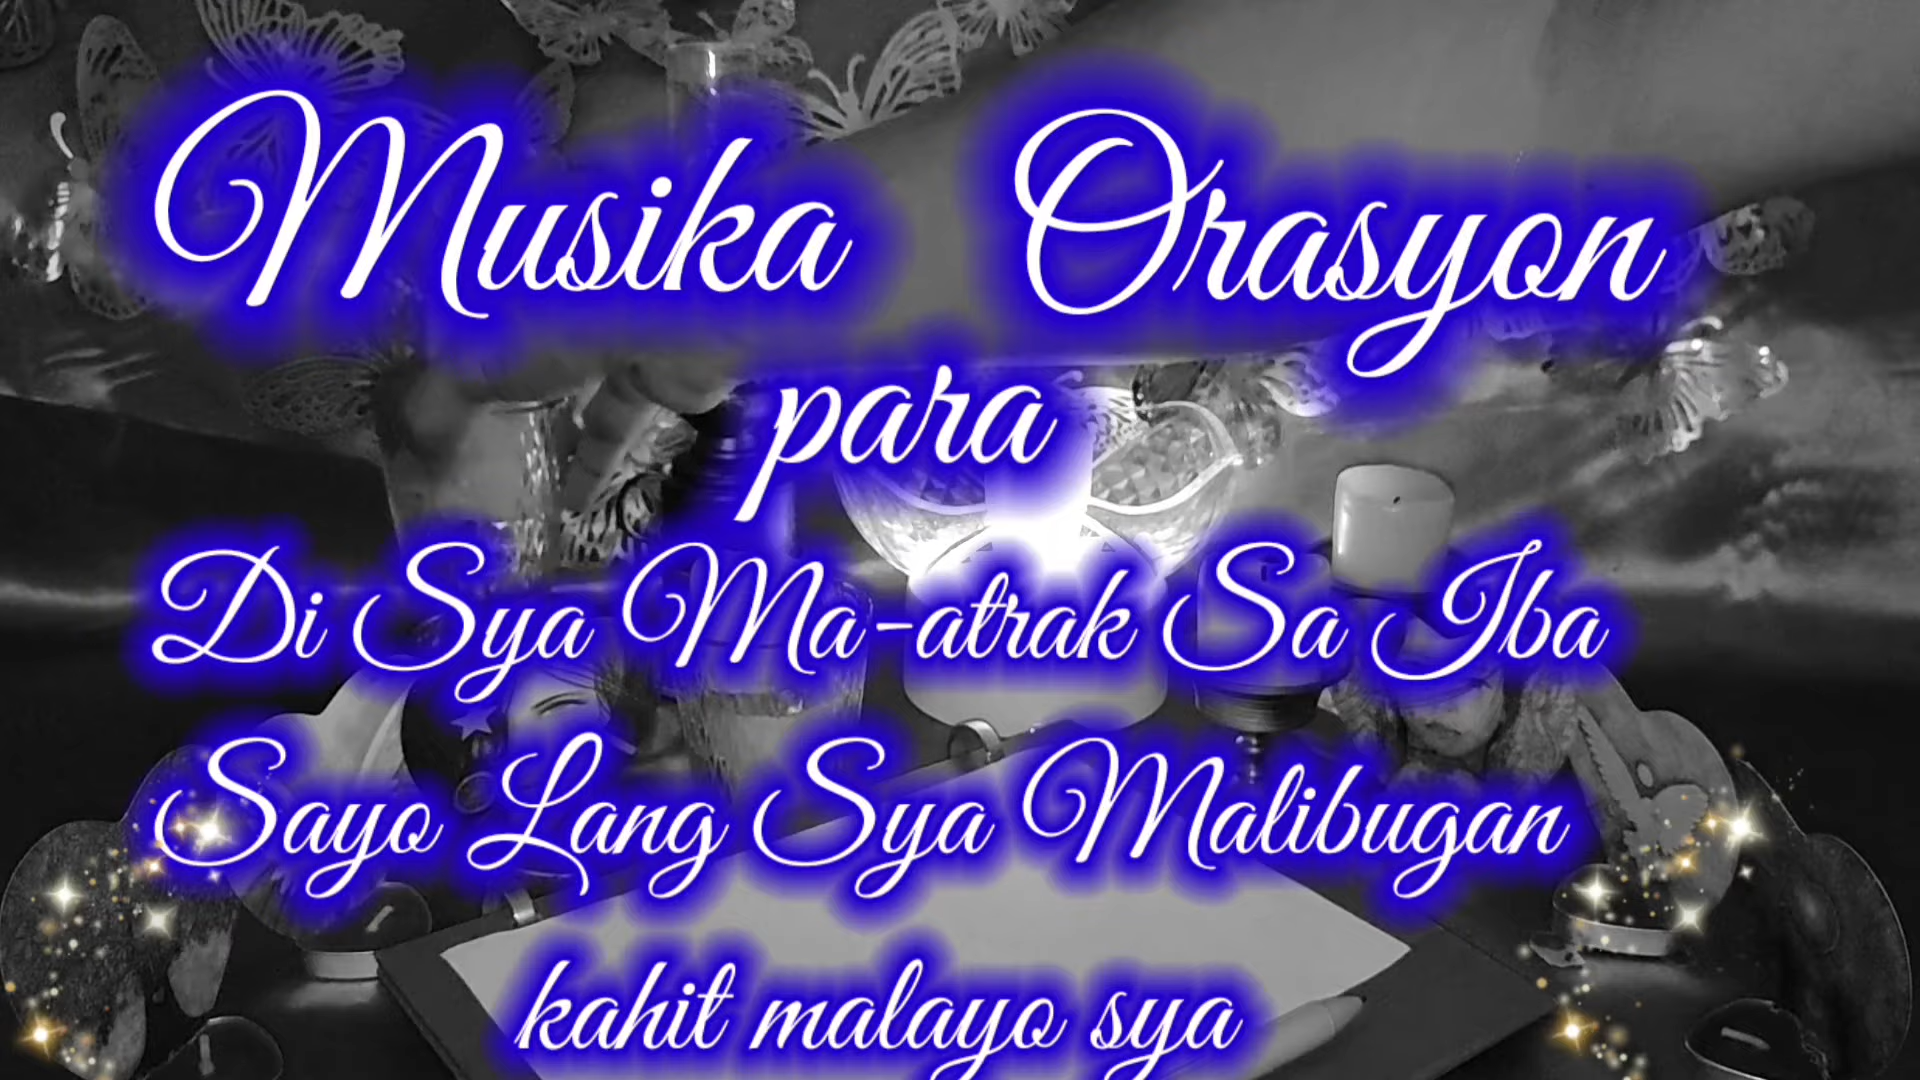 Musika Orasyon
para
Di Sya Ma-atrak Sa Iba
Sayo Lang Sya Malibugan
kahit malayo sya